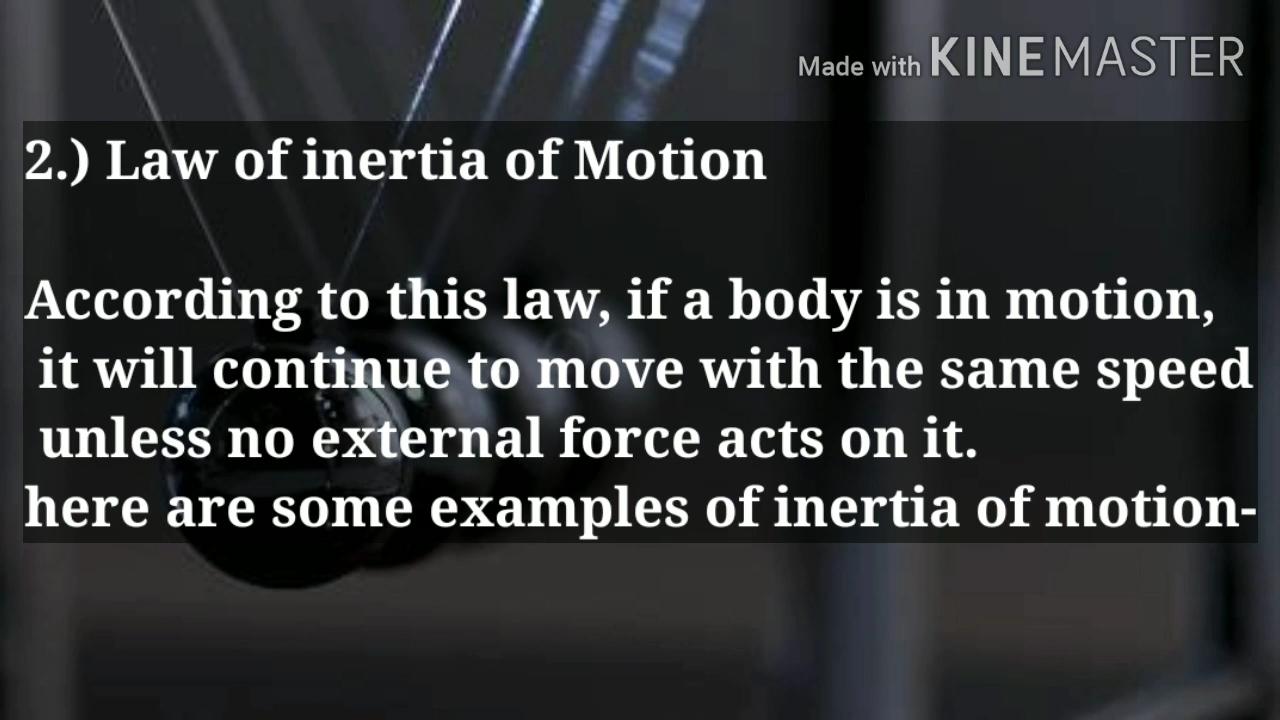 Made with KINEMASTER
2.) Law of inertia of Motion
According to this law, if a body is in motion,
it will continue to move with the same speed
unless no external force acts on it.
here are some examples of inertia of motion-